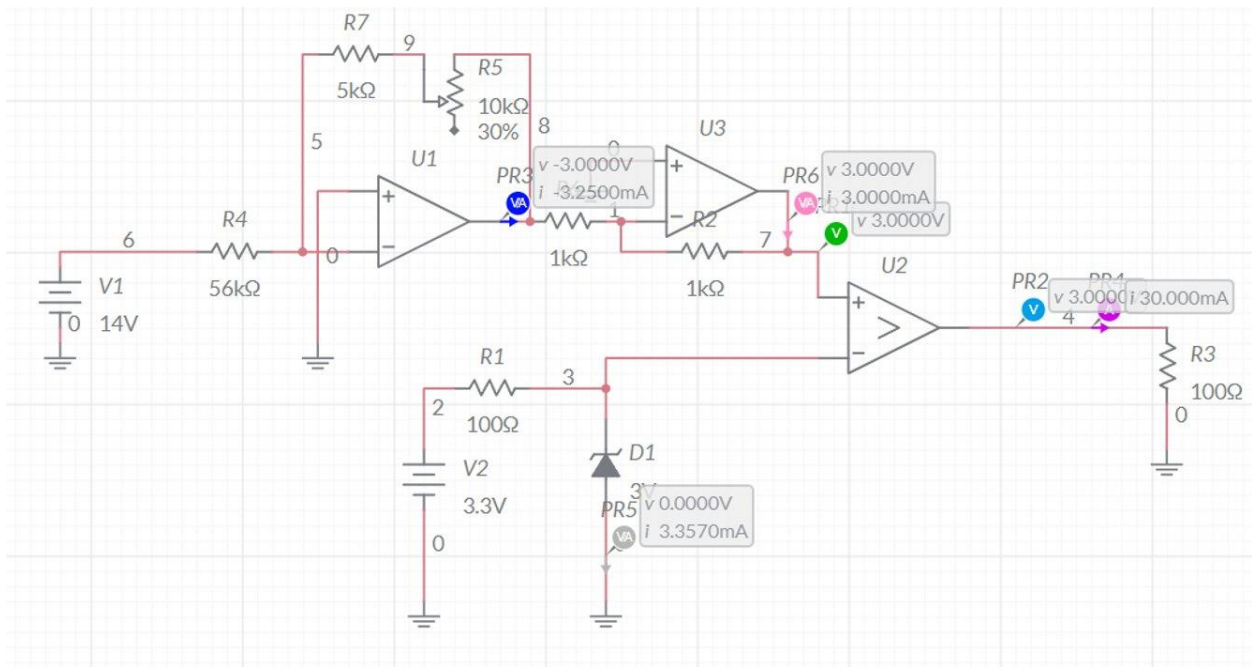 R7
9
5kΩ
R5
10kΩ
30%
8
5
U1
U3
0
PR3
v -3.0000V
i -3.2500mA
1
PR6
v 3.0000V
i 3.0000mA
v 3.0000V
R4
6
56kΩ
0
1kΩ
R2
7
1kΩ
U2
V1
14V
0
PR2
v 3.0000
PR4
i 30.000mA
4
R3
100Ω
0
R1
3
100Ω
2
V2
3.3V
0
D1
3V
PR5
v 0.0000V
i 3.3570mA